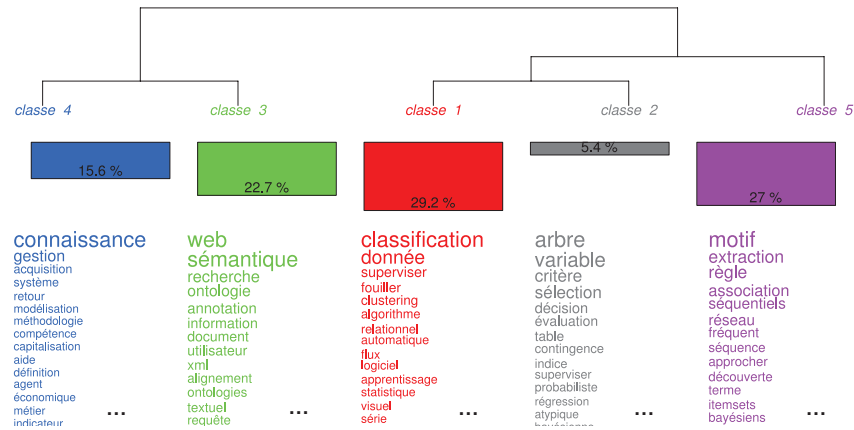 classe 4
classe 3
classe 1
classe 2
classe 5
15.6 %
22.7 %
29.2 %
5.4 %
27 %
connaissance
gestion
acquisition
système
retour
modélisation
méthodologie
compétence
capitalisation
aide
définition
agent
économique
métier
indicateur
...
web
sémantique
recherche
ontologie
annotation
information
document
utilisateur
xml
alignement
ontologies
textuel
requête
...
classification
donnée
superviser
fouiller
clustering
algorithme
relationnel
automatique
flux
logiciel
apprentissage
statistique
visuel
série
...
arbre
variable
critère
sélection
décision
évaluation
table
contingence
indice
superviser
probabiliste
régression
atypique
bayésienne
...
motif
extraction
règle
association
séquentiels
réseau
fréquent
séquence
approcher
découverte
terme
itemsets
bayésiens
...